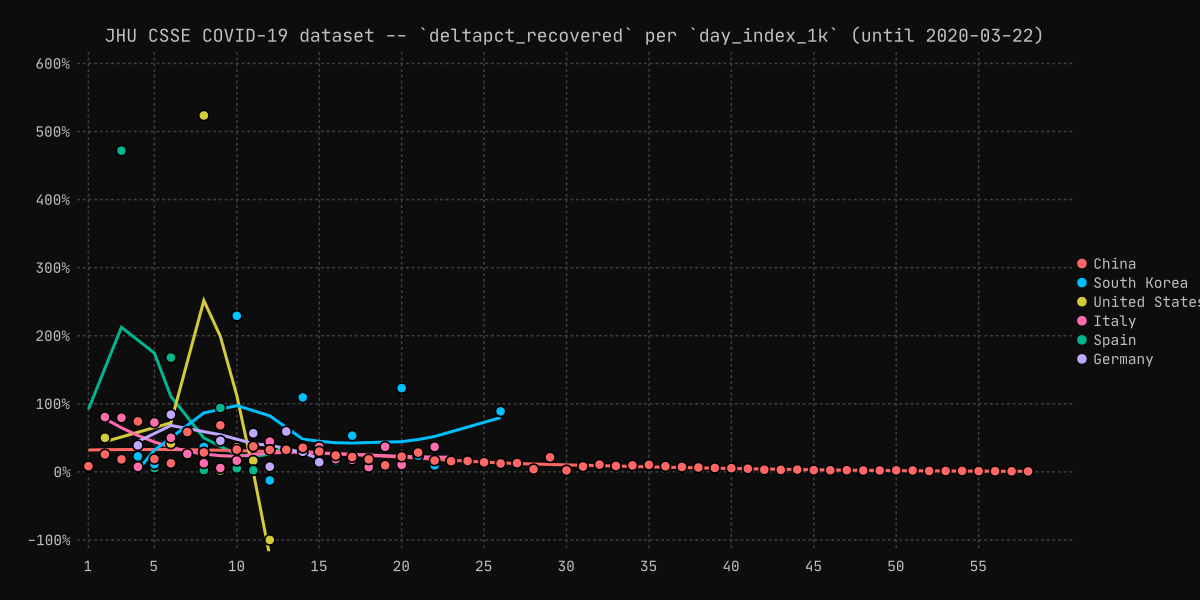 JHU CSSE COVID-19 dataset -- `deltapct_recovered` per `day_index_1k` (until 2020-03-22)
600%
500%
400%
300%
200%
100%
0%
-100%
1 5 10 15 20 25 30 35 40 45 50 55
China
South Korea
United States
Italy
Spain
Germany